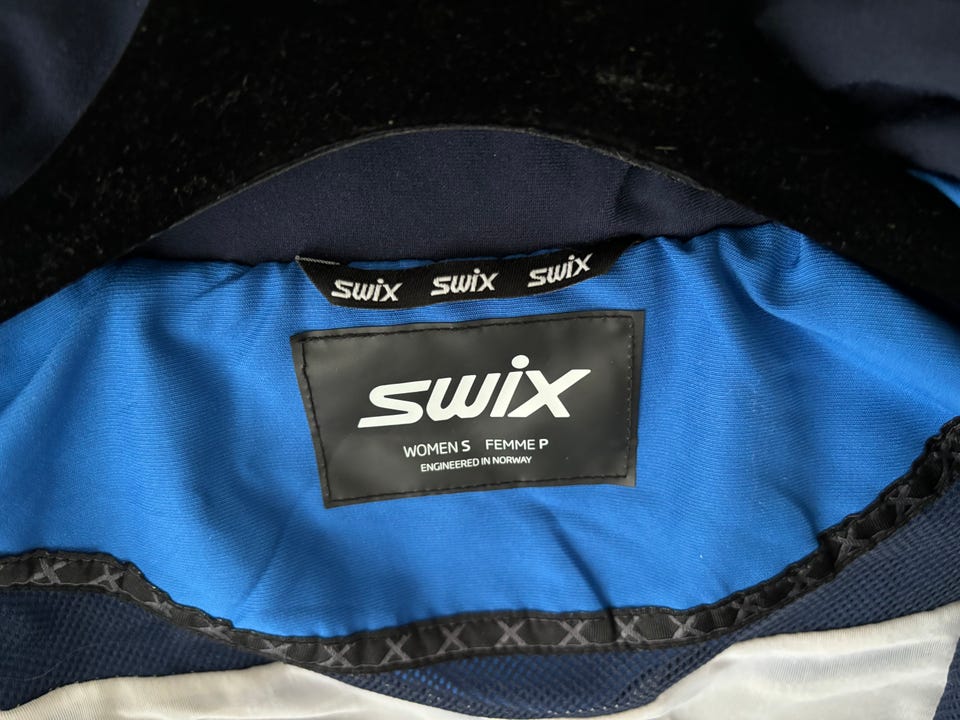 swix swix swix
swix
WOMEN S FEMME P
ENGINEERED IN NORWAY